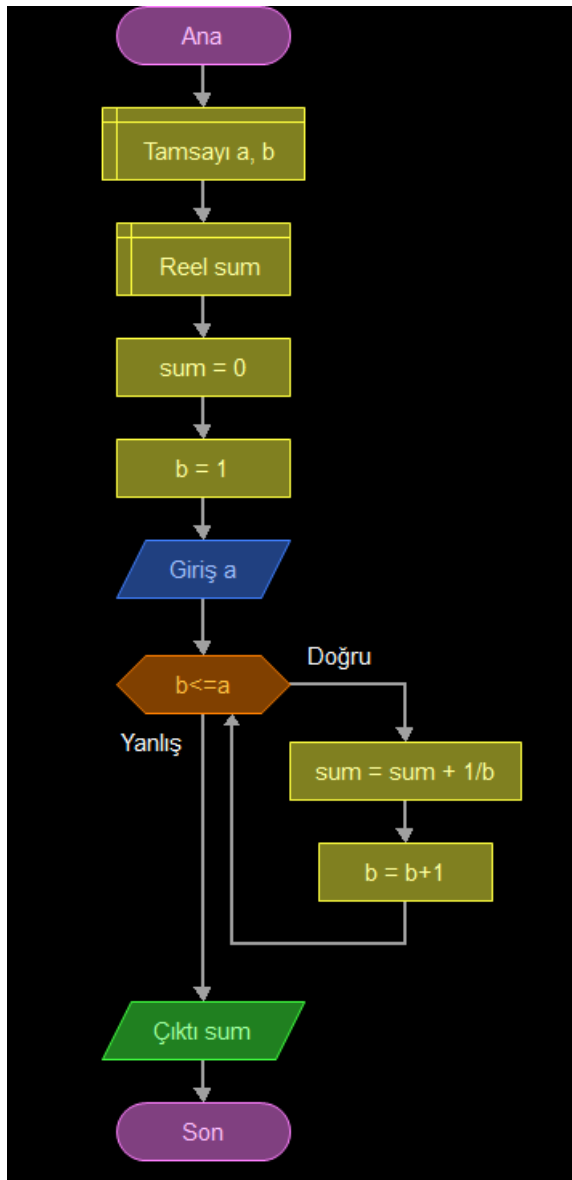 Ana
Tamsayı a, b
Reel sum
sum = 0
b = 1
Giriş a
b<=a
Doğru
Yanlış
sum = sum + 1/b
b = b+1
Çıktı sum
Son